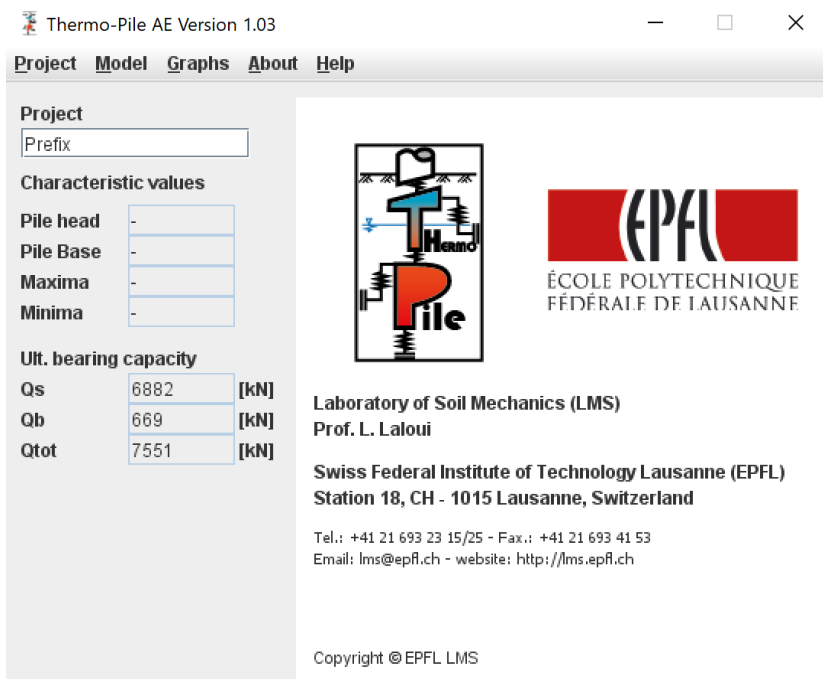 Thermo-Pile AE Version 1.03
Project Model Graphs About Help
Project
Prefix
Characteristic values
Pile head -
Pile Base -
Maxima -
Minima -
Ult. bearing capacity
Qs 6882 [kN]
Qb 669 [kN]
Qtot 7551 [kN]
THERMO
Pile
EPFL
ÉCOLE POLYTECHNIQUE
FÉDÉRALE DE LAUSANNE
Laboratory of Soil Mechanics (LMS)
Prof. L. Laloui
Swiss Federal Institute of Technology Lausanne (EPFL)
Station 18, CH - 1015 Lausanne, Switzerland
Tel.: +41 21 693 23 15/25 - Fax.: +41 21 693 41 53
Email: lms@epfl.ch - website: http://lms.epfl.ch
Copyright © EPFL LMS